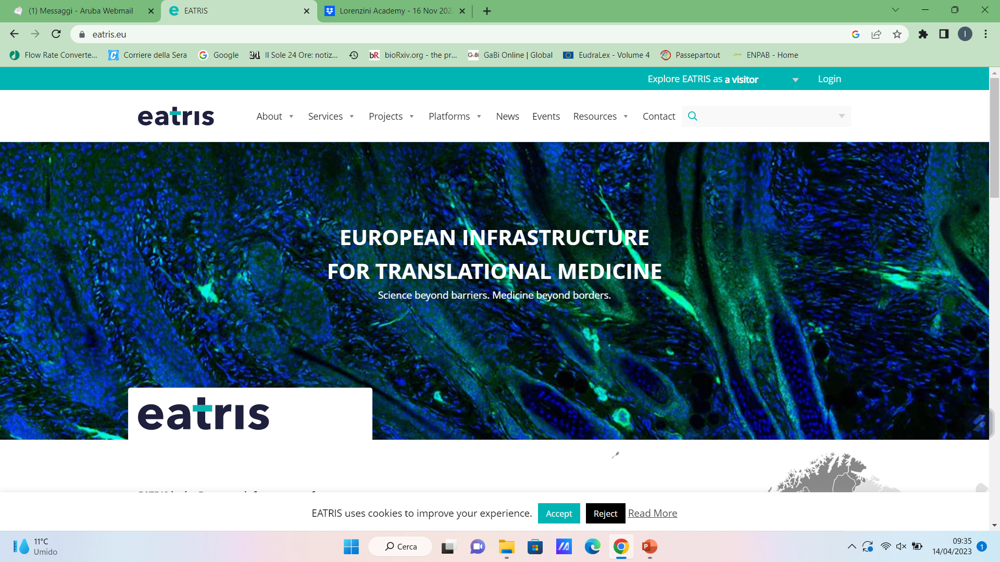 (1) Messaggi - Aruba Webmail
EATRIS
Lorenzini Academy - 16 Nov 202
eatris.eu
I
Flow Rate Converte...
Corriere della Sera
Google
Il Sole 24 Ore: notiz...
bioRxiv.org - the pr...
GaBi Online | Global
EudraLex - Volume 4
Passepartout
ENPAB - Home
Explore EATRIS as a visitor
Login
eatris
About
Services
Projects
Platforms
News
Events
Resources
Contact
EUROPEAN INFRASTRUCTURE
FOR TRANSLATIONAL MEDICINE
Science beyond barriers. Medicine beyond borders.
eatris
EATRIS uses cookies to improve your experience.
Accept
Reject
Read More
11°C
Umido
Cerca
09:35
14/04/2023
1